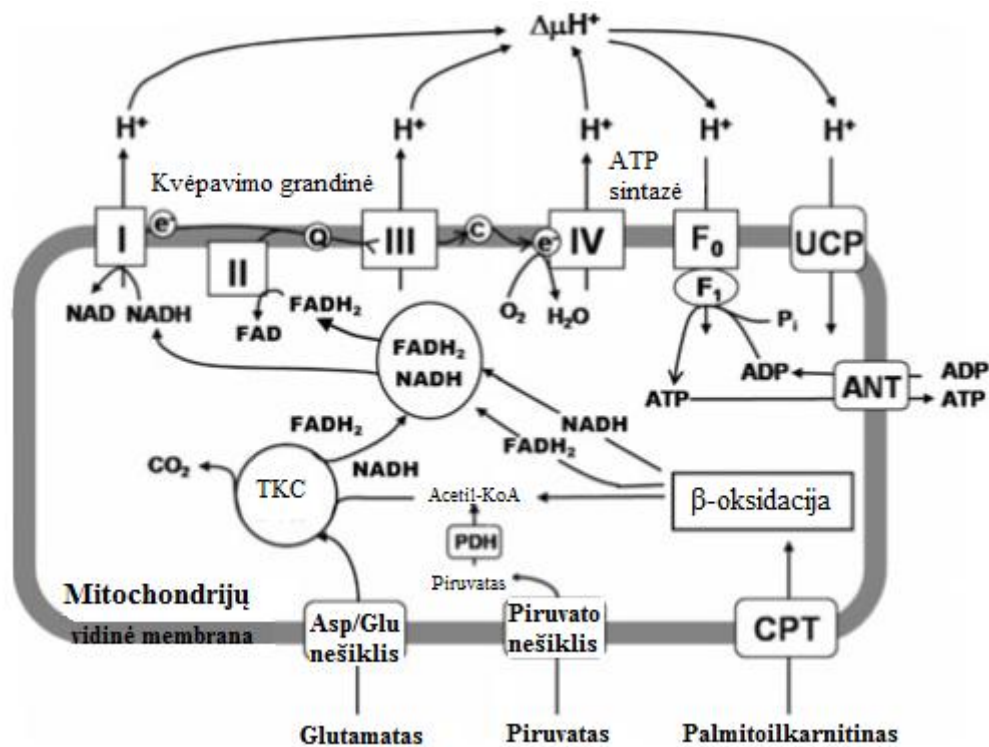 ΔμH⁺
H⁺ H⁺ H⁺ H⁺ H⁺
ATP
sintazė
Kvėpavimo grandinė
I e⁻ Q III C e⁻ IV F₀ UCP
II
F₁
NAD NADH
FADH₂
FAD
O₂ H₂O
Pᵢ
FADH₂
NADH
ADP ANT ADP
ATP ATP
FADH₂
NADH
NADH
FADH₂
CO₂
TKC
Acetil-KoA
β-oksidacija
PDH
Piruvatas
Mitochondrijų
vidinė membrana
Asp/Glu
nešiklis
Piruvato
nešiklis
CPT
Glutamatas Piruvatas Palmitoilkarnitinas